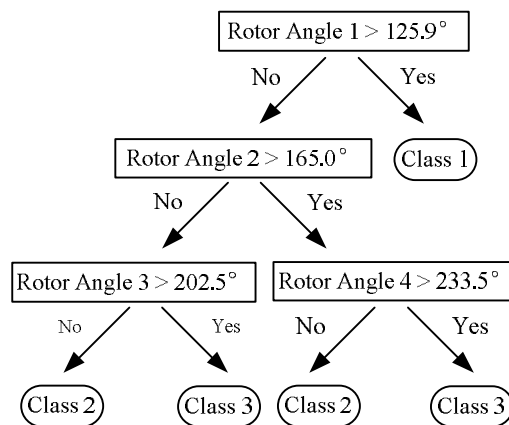 Rotor Angle 1 > 125.9°
No
Yes
Rotor Angle 2 > 165.0°
Class 1
No
Yes
Rotor Angle 3 > 202.5°
Rotor Angle 4 > 233.5°
No
Yes
No
Yes
Class 2
Class 3
Class 2
Class 3